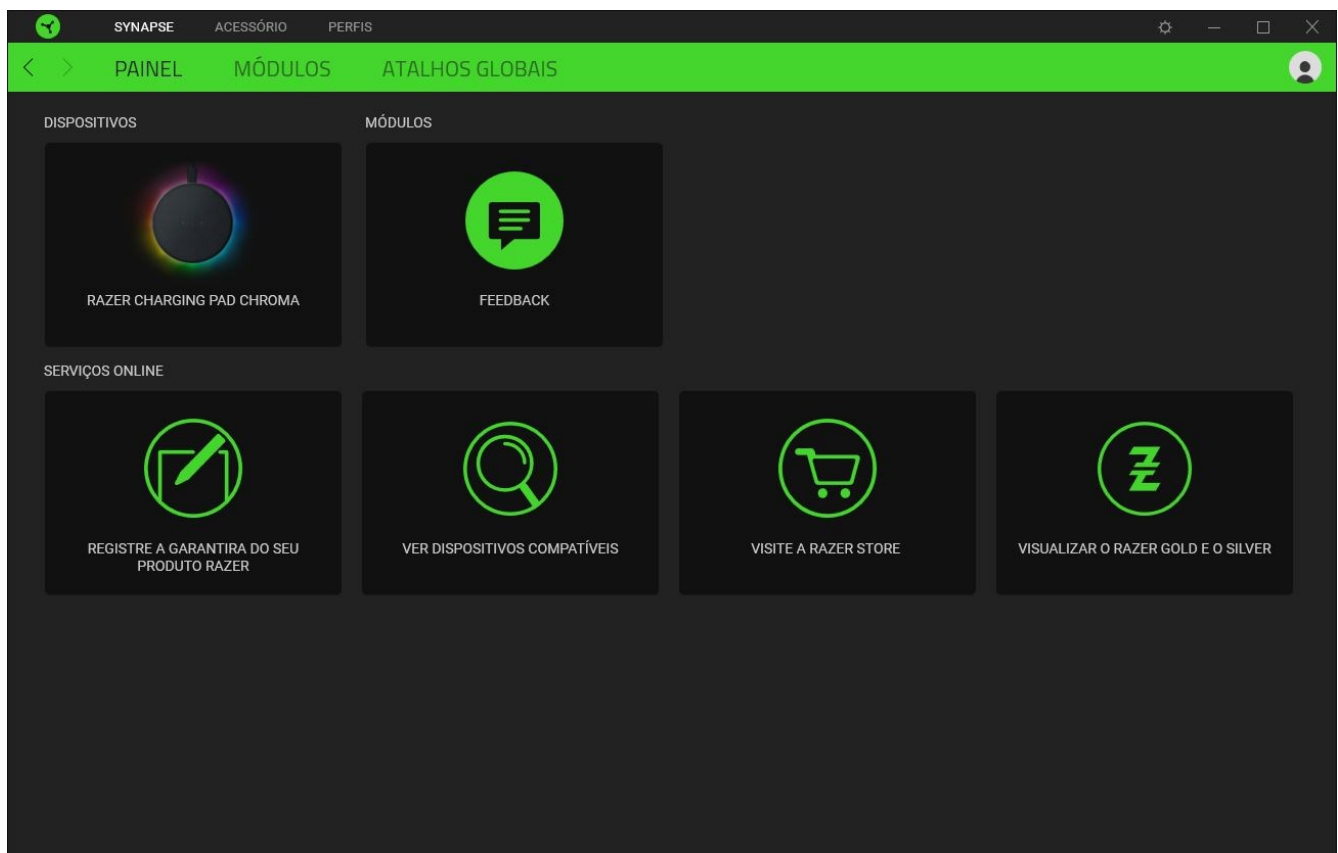 SYNAPSE ACESSÓRIO PERFIS
PAINEL MÓDULOS ATALHOS GLOBAIS
DISPOSITIVOS MÓDULOS
RAZER CHARGING PAD CHROMA FEEDBACK
SERVIÇOS ONLINE
REGISTRE A GARANTIRA DO SEU
PRODUTO RAZER
VER DISPOSITIVOS COMPATÍVEIS
VISITE A RAZER STORE
VISUALIZAR O RAZER GOLD E O SILVER